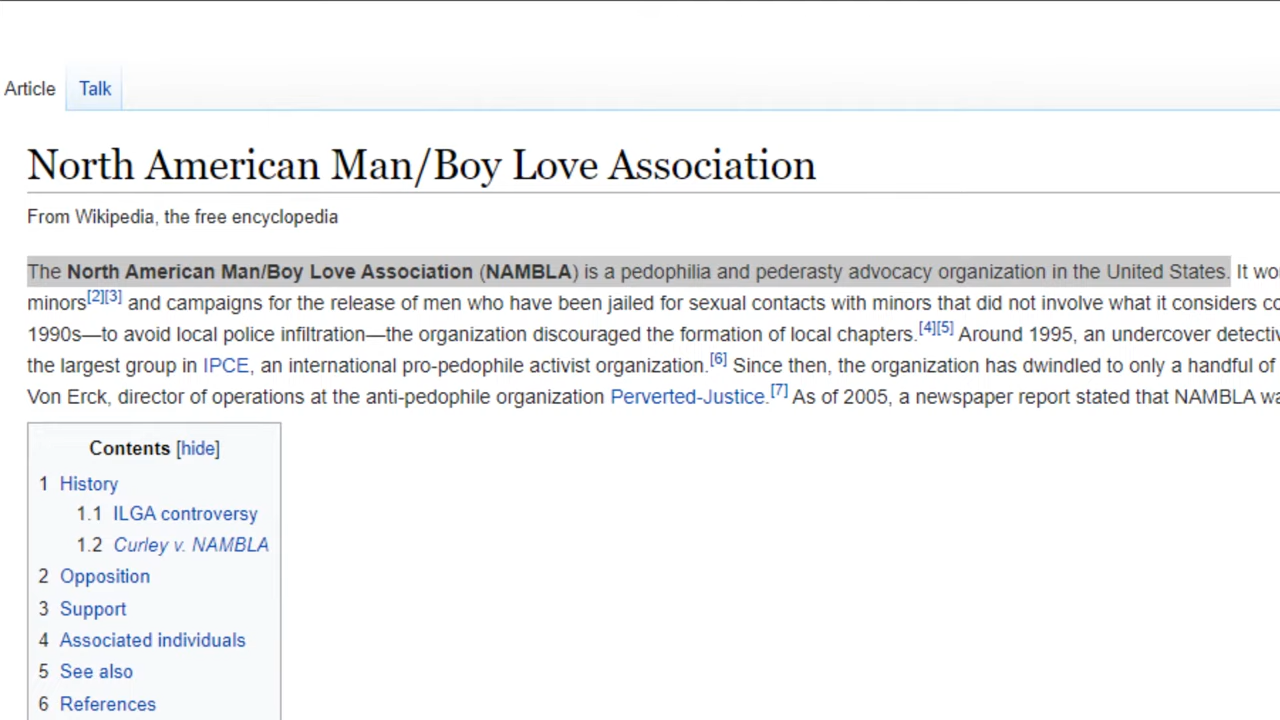 Article Talk
North American Man/Boy Love Association
From Wikipedia, the free encyclopedia
The North American Man/Boy Love Association (NAMBLA) is a pedophilia and pederasty advocacy organization in the United States. It
minors[2][3] and campaigns for the release of men who have been jailed for sexual contacts with minors that did not involve what it considers
1990s—to avoid local police infiltration—the organization discouraged the formation of local chapters.[4][5] Around 1995, an undercover
the largest group in IPCE, an international pro-pedophile activist organization.[6] Since then, the organization has dwindled to only a handful of
Von Erck, director of operations at the anti-pedophile organization Perverted-Justice.[7] As of 2005, a newspaper report stated that NAMBLA
Contents [hide]
1 History
1.1 ILGA controversy
1.2 Curley v. NAMBLA
2 Opposition
3 Support
4 Associated individuals
5 See also
6 References